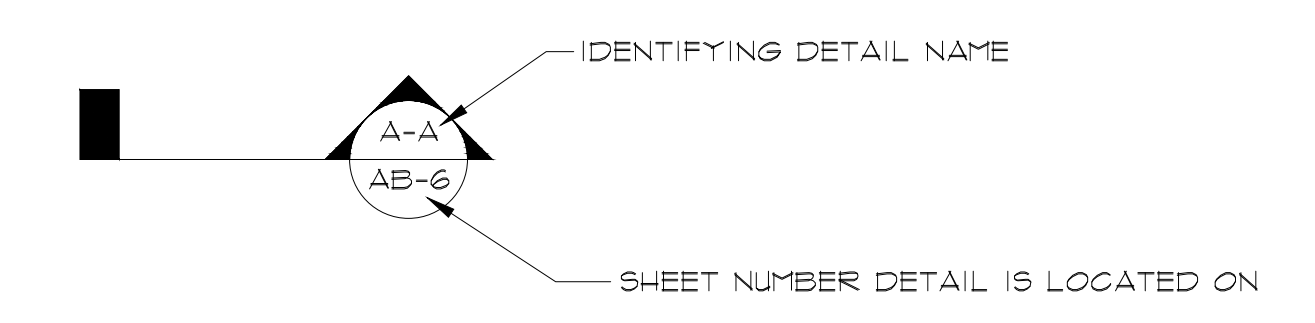 IDENTIFYING DETAIL NAME
A-A
AB-6
SHEET NUMBER DETAIL IS LOCATED ON